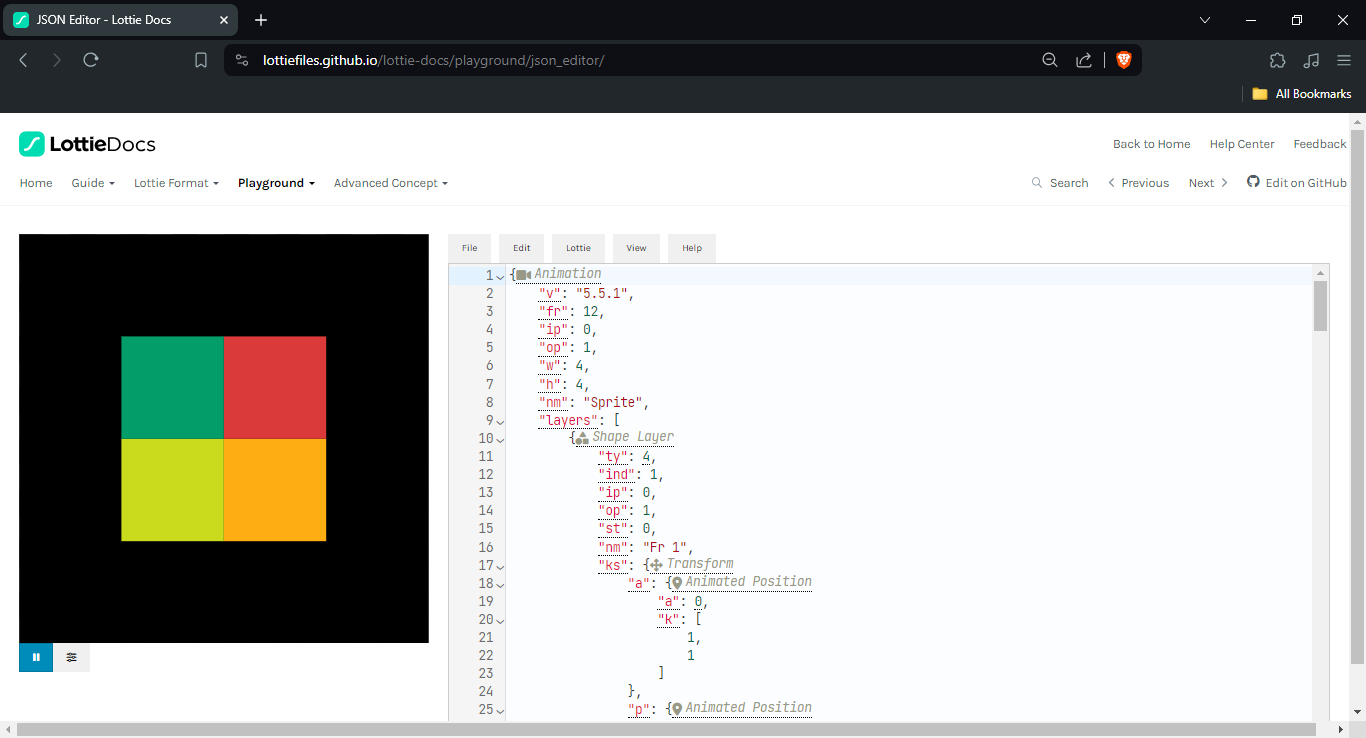 JSON Editor - Lottie Docs
lottiefiles.github.io/lottie-docs/playground/json_editor/
All Bookmarks
LottieDocs
Back to Home Help Center Feedback
Home Guide Lottie Format Playground Advanced Concept Search Previous Next Edit on GitHub
File Edit Lottie View Help
1 { Animation
2 "v": "5.5.1",
3 "fr": 12,
4 "ip": 0,
5 "op": 1,
6 "w": 4,
7 "h": 4,
8 "nm": "Sprite",
9 "layers": [
10 { Shape Layer
11 "ty": 4,
12 "ind": 1,
13 "ip": 0,
14 "op": 1,
15 "st": 0,
16 "nm": "Fr 1",
17 "ks": { Transform
18 "a": { Animated Position
19 "a": 0,
20 "k": [
21 1,
22 1
23 ]
24 },
25 "p": { Animated Position